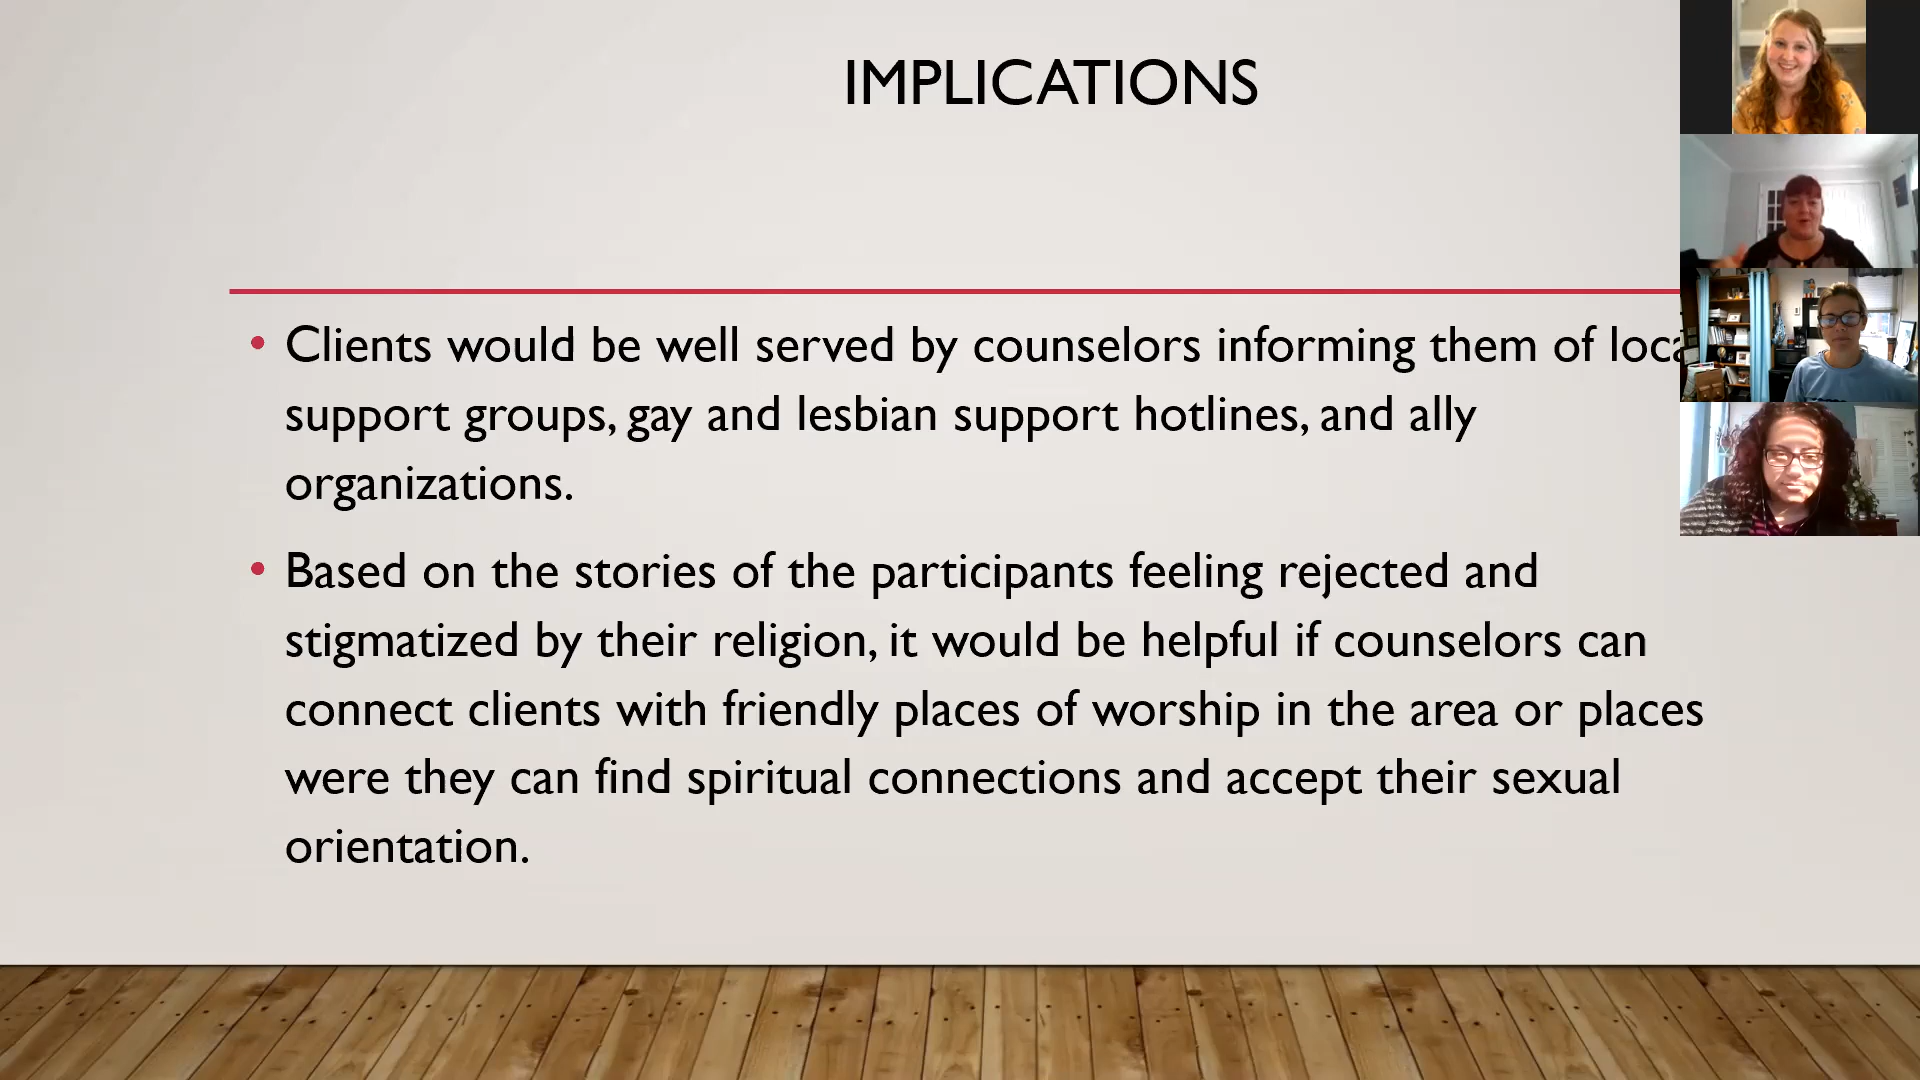 IMPLICATIONS
• Clients would be well served by counselors informing them of
support groups, gay and lesbian support hotlines, and ally
organizations.
• Based on the stories of the participants feeling rejected and
stigmatized by their religion, it would be helpful if counselors can
connect clients with friendly places of worship in the area or places
were they can find spiritual connections and accept their sexual
orientation.